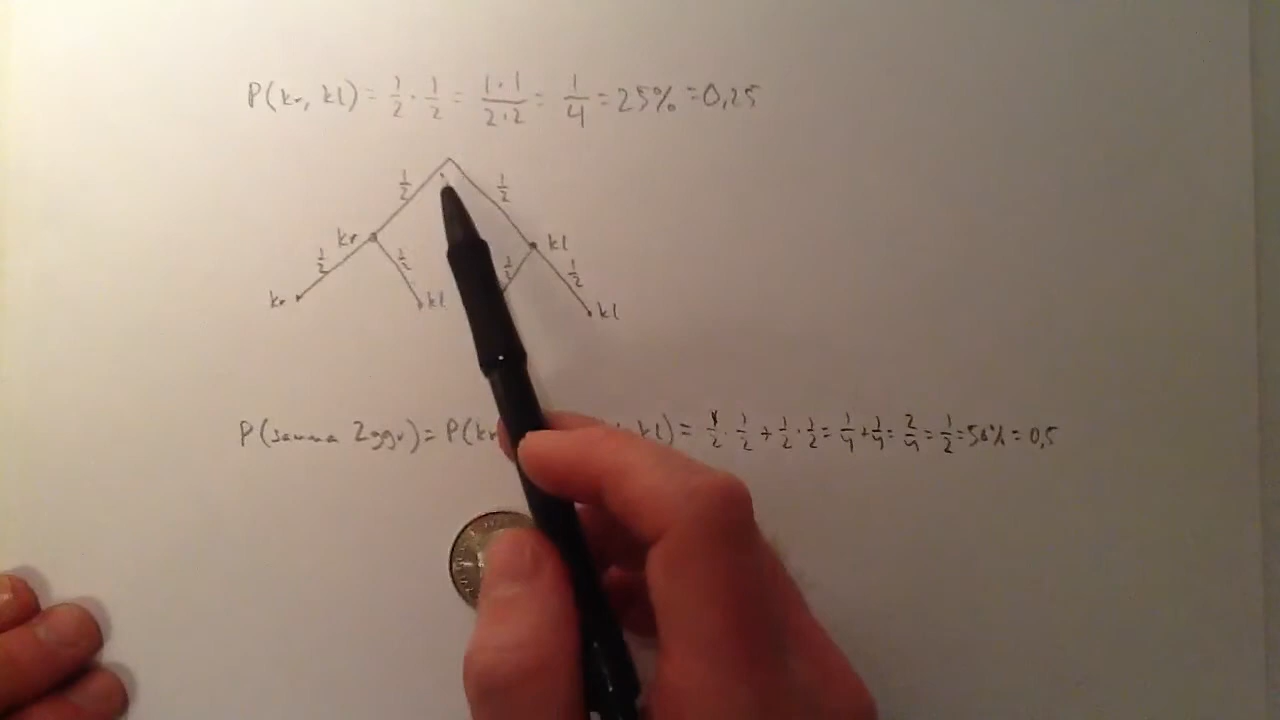 P(kr, kl) = 1/2 · 1/2 = 1·1/2·2 = 1/4 = 25% = 0,25
1/2 1/2
kr kl
1/2 1/2 1/2 1/2
kr kl kl
P(samma 2ggr) = P(kr kl) = 1/2 · 1/2 + 1/2 · 1/2 = 1/4 + 1/4 = 2/4 = 1/2 = 50% = 0,5